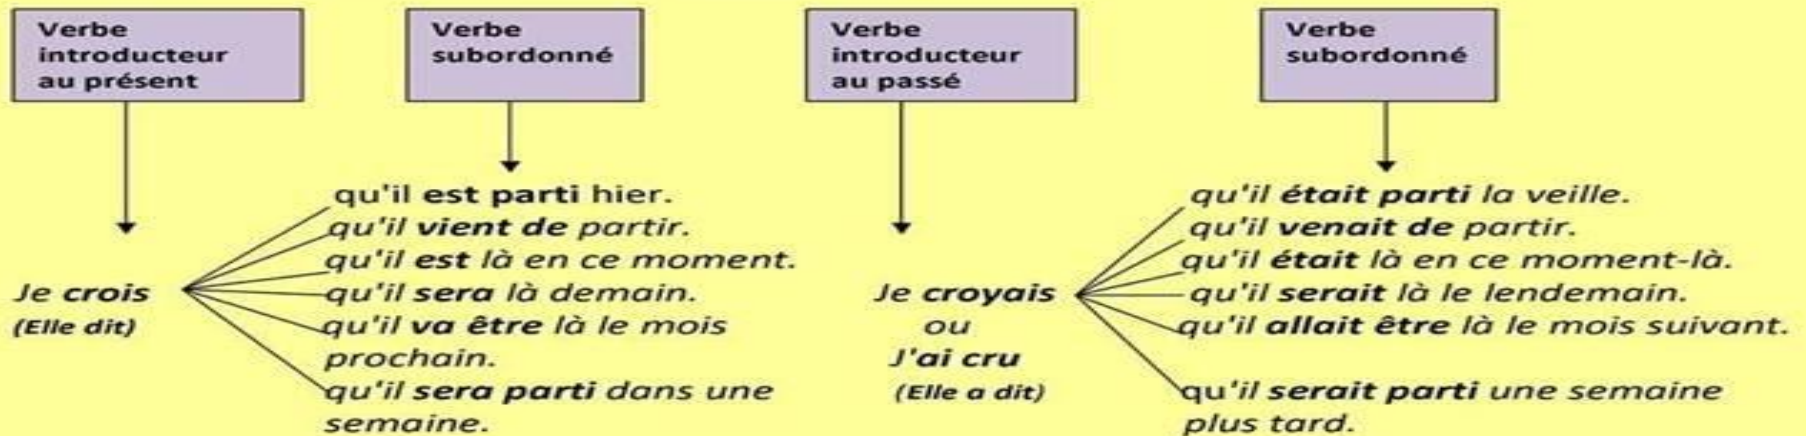 Verbe
introducteur
au présent
Verbe
subordonné
Verbe
introducteur
au passé
Verbe
subordonné
Je crois
(Elle dit)
qu'il est parti hier.
qu'il vient de partir.
qu'il est là en ce moment.
qu'il sera là demain.
qu'il va être là le mois
prochain.
qu'il sera parti dans une
semaine.
Je croyais
ou
J'ai cru
(Elle a dit)
qu'il était parti la veille.
qu'il venait de partir.
qu'il était là en ce moment-là.
qu'il serait là le lendemain.
qu'il allait être là le mois suivant.
qu'il serait parti une semaine
plus tard.